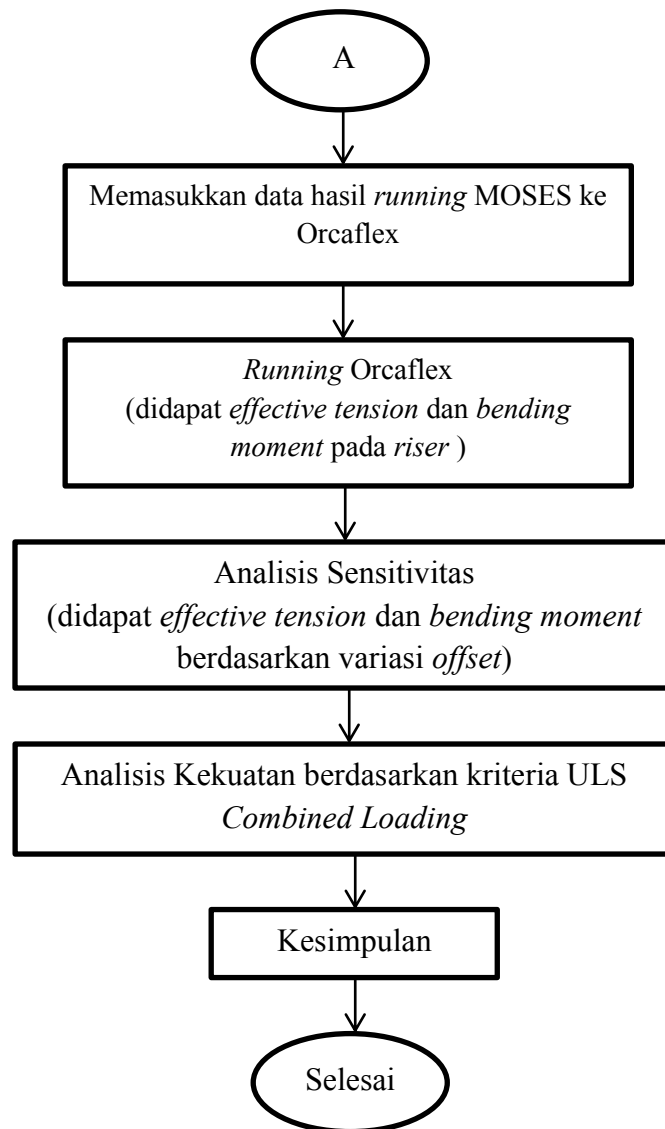 A
Memasukkan data hasil running MOSES ke
Orcaflex
Running Orcaflex
(didapat effective tension dan bending
moment pada riser )
Analisis Sensitivitas
(didapat effective tension dan bending moment
berdasarkan variasi offset)
Analisis Kekuatan berdasarkan kriteria ULS
Combined Loading
Kesimpulan
Selesai